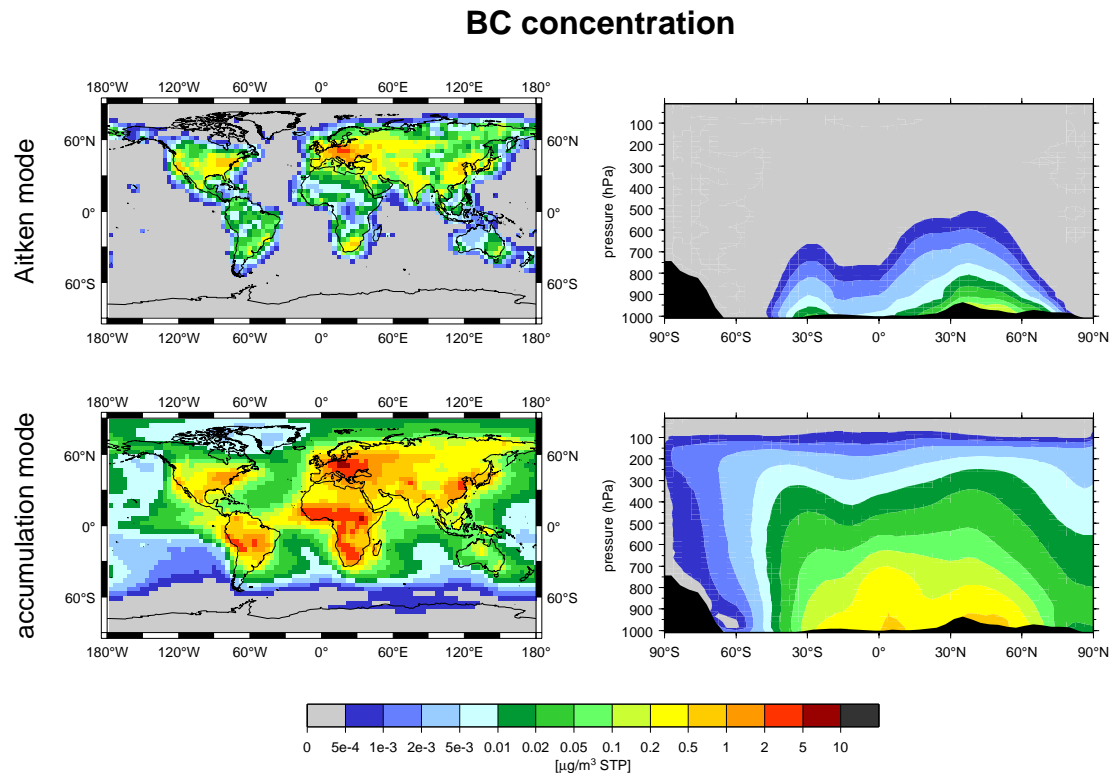 BC concentration
Aitken mode
180°W 120°W 60°W 0° 60°E 120°E 180°
60°N 60°N
0° 0°
60°S 60°S
180°W 120°W 60°W 0° 60°E 120°E 180°
pressure (hPa)
100
200
300
400
500
600
700
800
900
1000
90°S 60°S 30°S 0° 30°N 60°N 90°N
accumulation mode
180°W 120°W 60°W 0° 60°E 120°E 180°
60°N 60°N
0° 0°
60°S 60°S
180°W 120°W 60°W 0° 60°E 120°E 180°
pressure (hPa)
100
200
300
400
500
600
700
800
900
1000
90°S 60°S 30°S 0° 30°N 60°N 90°N
0 5e-4 1e-3 2e-3 5e-3 0.01 0.02 0.05 0.1 0.2 0.5 1 2 5 10
[µg/m³ STP]